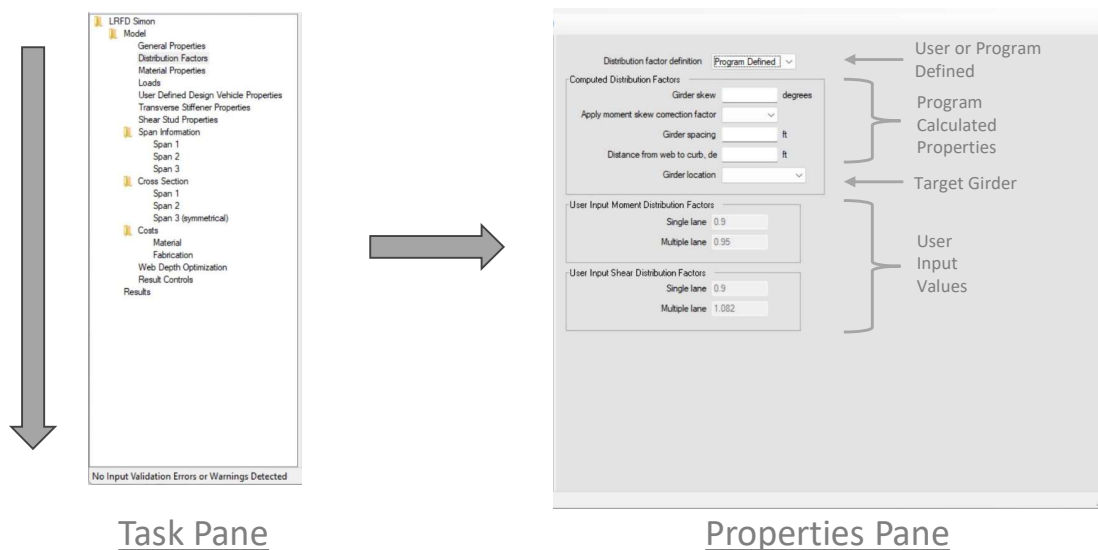 LRFD Simon
Model
General Properties
Distribution Factors
Material Properties
Loads
User Defined Design Vehicle Properties
Transverse Stiffener Properties
Shear Stud Properties
Span Information
Span 1
Span 2
Span 3
Cross Section
Span 1
Span 2
Span 3 (symmetrical)
Costs
Material
Fabrication
Web Depth Optimization
Result Controls
Results
No Input Validation Errors or Warnings Detected
Task Pane
Distribution factor definition Program Defined
Computed Distribution Factors
Girder skew degrees
Apply moment skew correction factor
Girder spacing ft
Distance from web to curb, de ft
Girder location
User Input Moment Distribution Factors
Single lane 0.9
Multiple lane 0.95
User Input Shear Distribution Factors
Single lane 0.9
Multiple lane 1.082
User or Program
Defined
Program
Calculated
Properties
Target Girder
User
Input
Values
Properties Pane